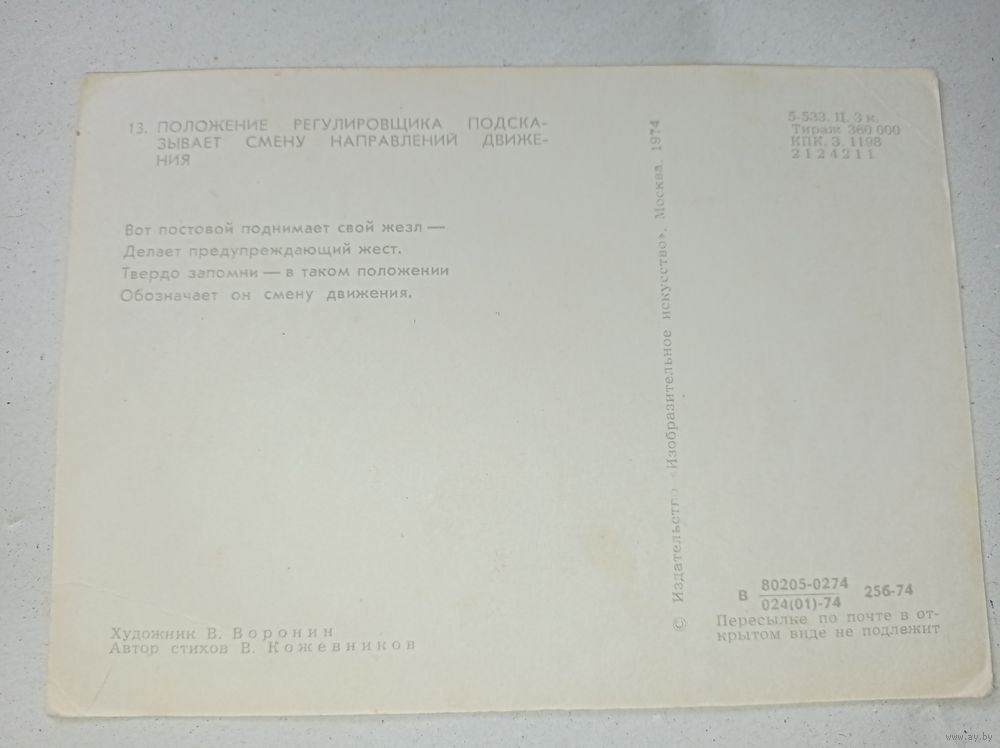 13. ПОЛОЖЕНИЕ РЕГУЛИРОВЩИКА ПОДСКА-
ЗЫВАЕТ СМЕНУ НАПРАВЛЕНИЙ ДВИЖЕ-
НИЯ
Вот постовой поднимает свой жезл —
Делает предупреждающий жест.
Твердо запомни — в таком положении
Обозначает он смену движения.
Художник В. Воронин
Автор стихов В. Кожевников
© Издательство «Изобразительное искусство». Москва. 1974
5-533. Ц. 3 к.
Тираж 360 000
КПК. З. 1198
2124211
В 80205-0274 256-74
024(01)-74
Пересылке по почте в от-
крытом виде не подлежит
www.ay.by